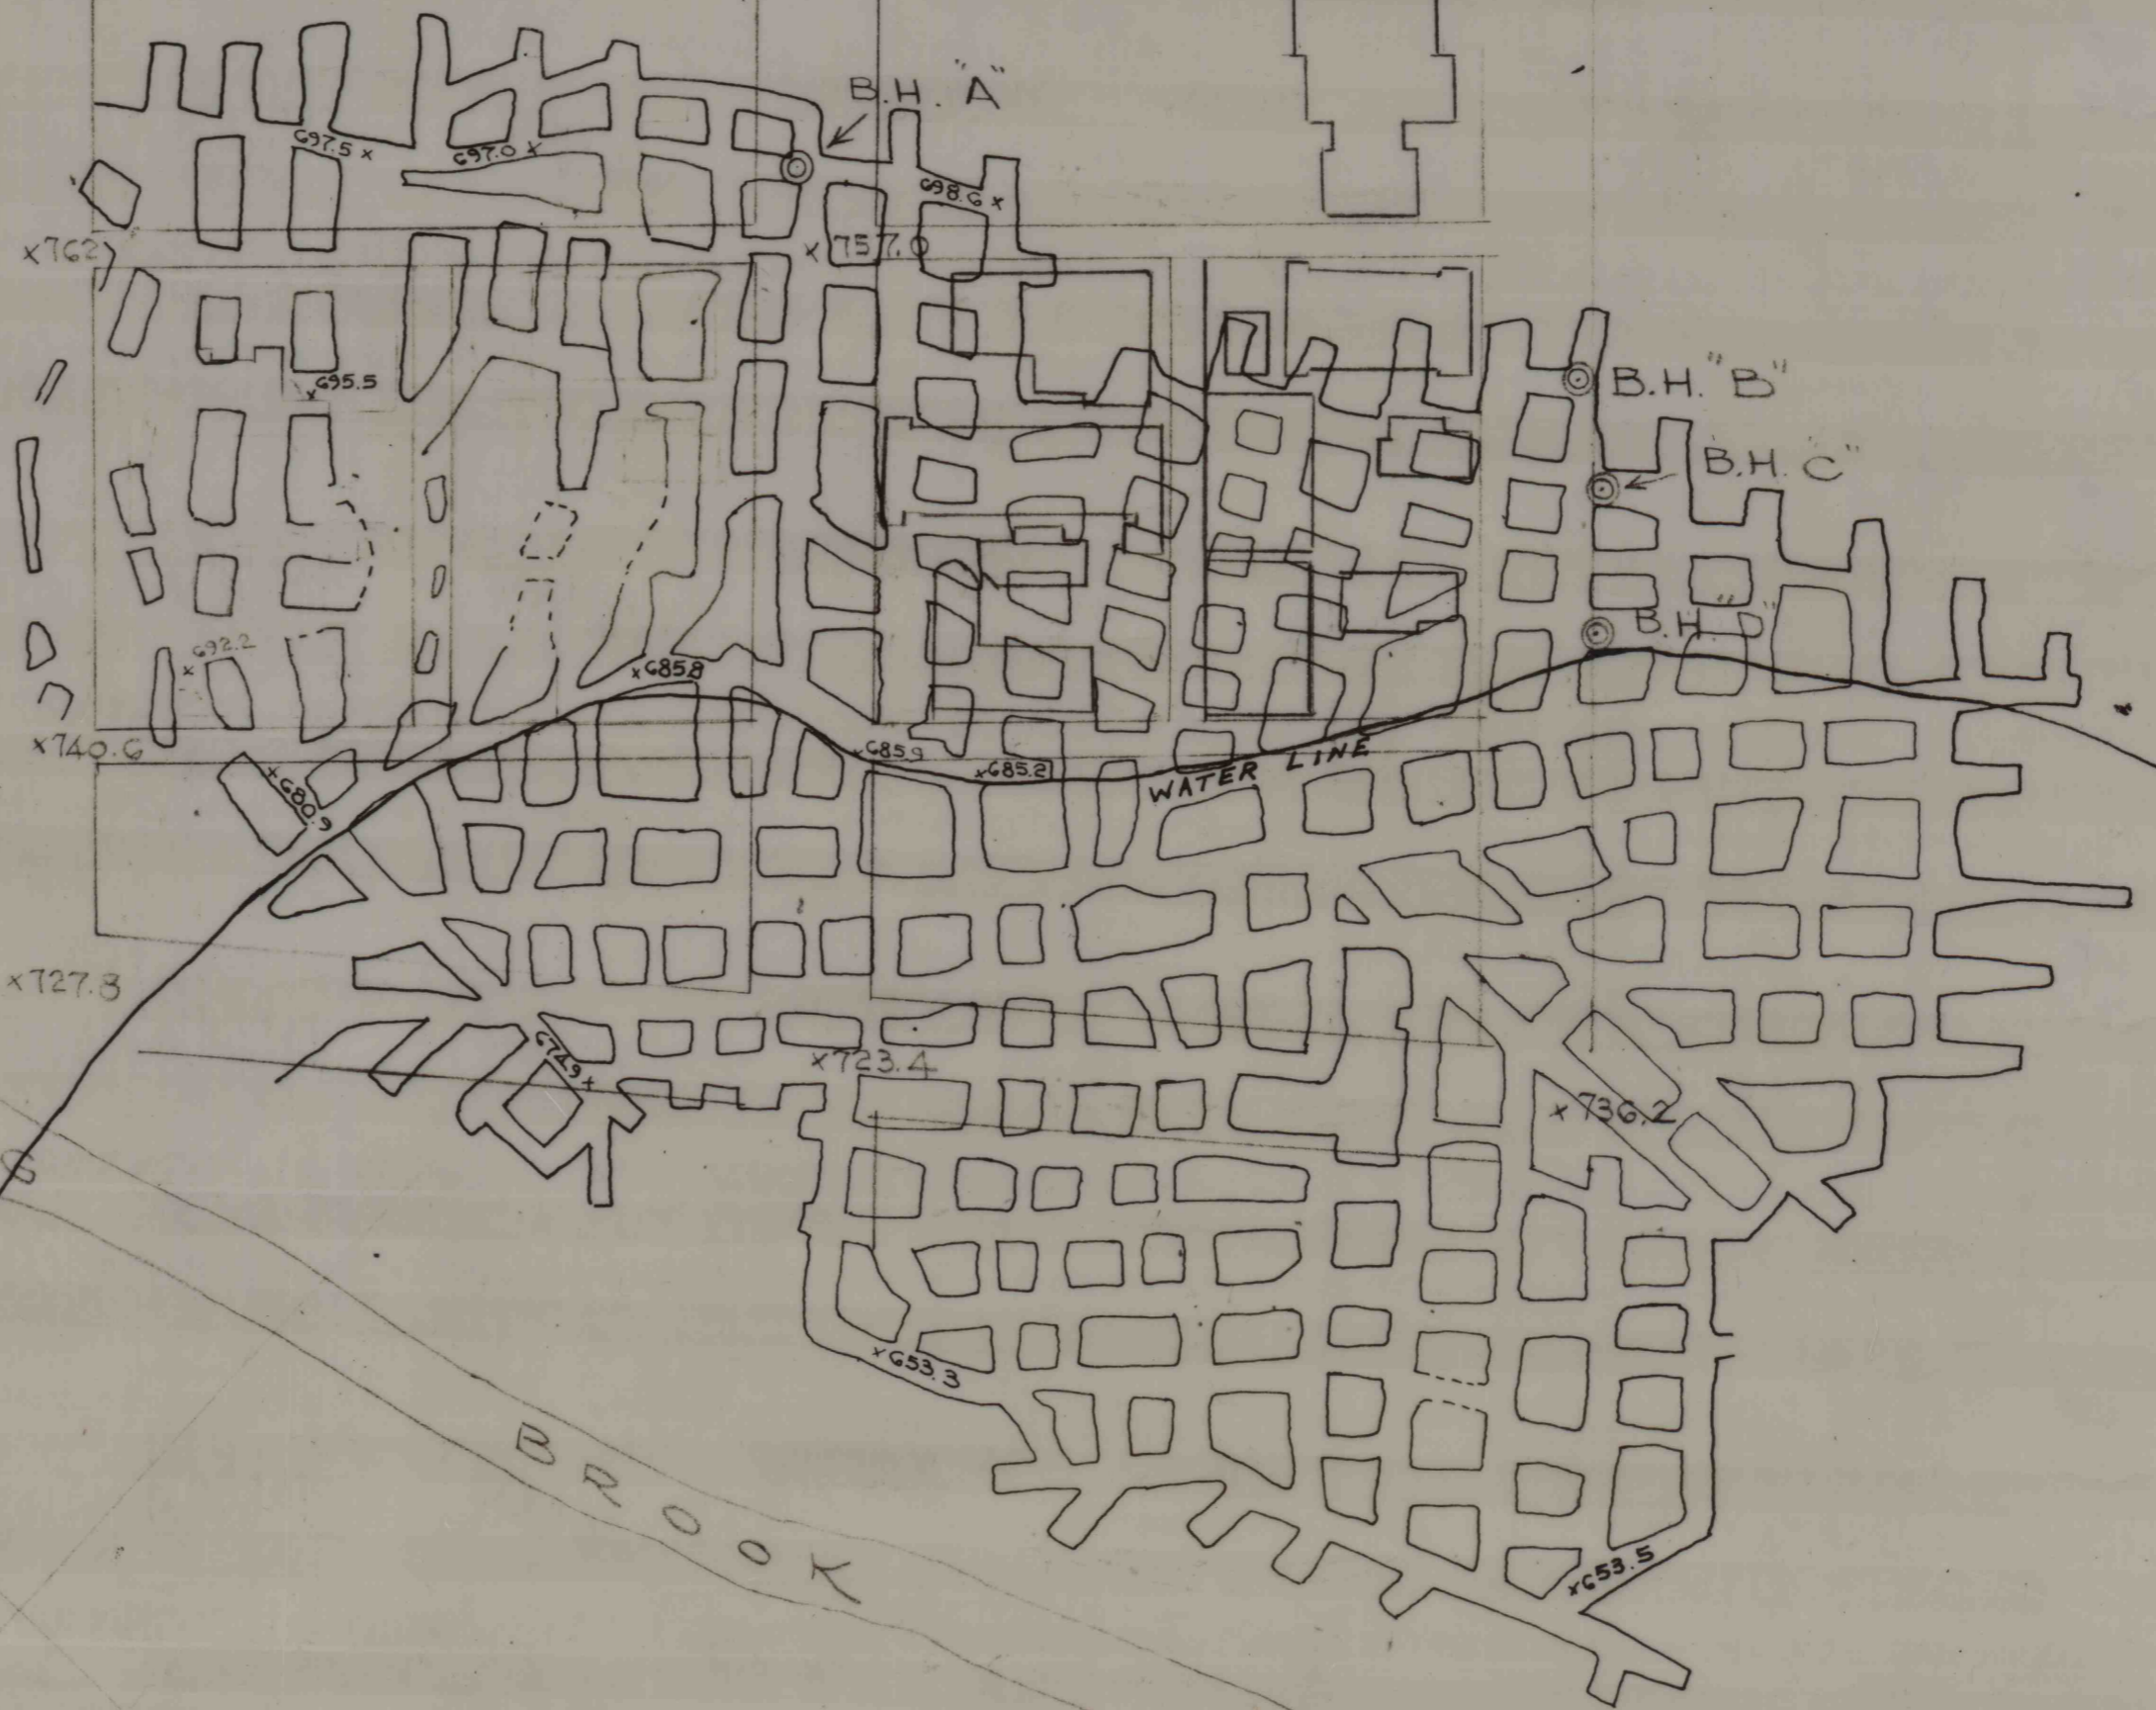 B.H. "A"
697.5 x
697.0 x
698.6 x
x 762
x 757.0
B.H. "B"
x 695.5
B.H. "C"
B.H. "D"
x 692.2
x 685.8
x 740.6
x 685.9
x 685.2
WATER LINE
x 680.9
x 727.8
674.9 x
x 723.4
x 736.2
S
x 653.3
BROOK
x 653.5